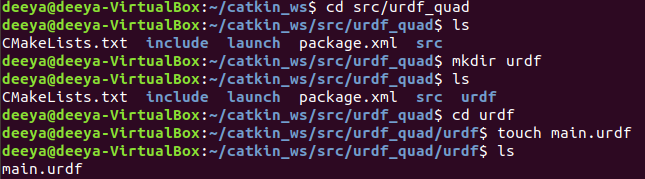 deeya@deeya-VirtualBox:~/catkin_ws$ cd src/urdf_quad
deeya@deeya-VirtualBox:~/catkin_ws/src/urdf_quad$ ls
CMakeLists.txt include launch package.xml src
deeya@deeya-VirtualBox:~/catkin_ws/src/urdf_quad$ mkdir urdf
deeya@deeya-VirtualBox:~/catkin_ws/src/urdf_quad$ ls
CMakeLists.txt include launch package.xml src urdf
deeya@deeya-VirtualBox:~/catkin_ws/src/urdf_quad$ cd urdf
deeya@deeya-VirtualBox:~/catkin_ws/src/urdf_quad/urdf$ touch main.urdf
deeya@deeya-VirtualBox:~/catkin_ws/src/urdf_quad/urdf$ ls
main.urdf